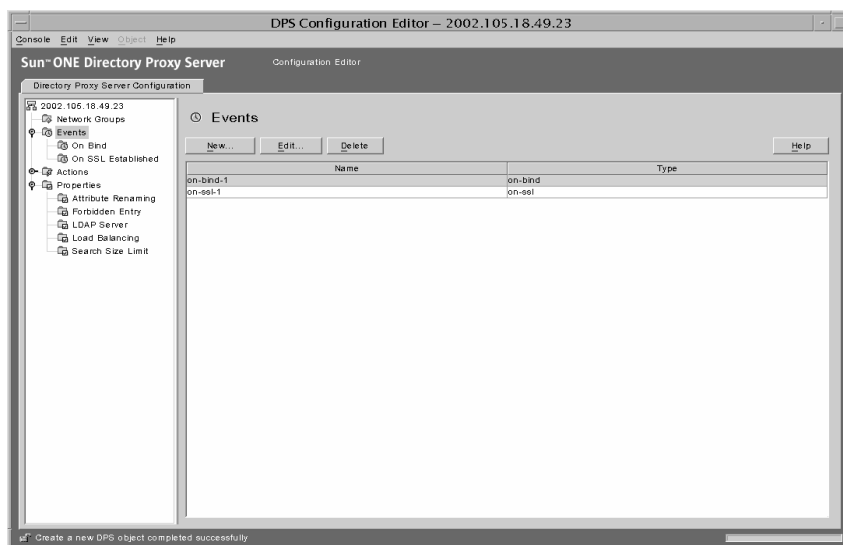 DPS Configuration Editor – 2002.105.18.49.23
Console Edit View Object Help
Sun™ ONE Directory Proxy Server Configuration Editor
Directory Proxy Server Configuration
2002.105.18.49.23
Network Groups
Events
On Bind
On SSL Established
Actions
Properties
Attribute Renaming
Forbidden Entry
LDAP Server
Load Balancing
Search Size Limit
Events
New... Edit... Delete Help
Name Type
on-bind-1 on-bind
on-ssl-1 on-ssl
Create a new DPS object completed successfully